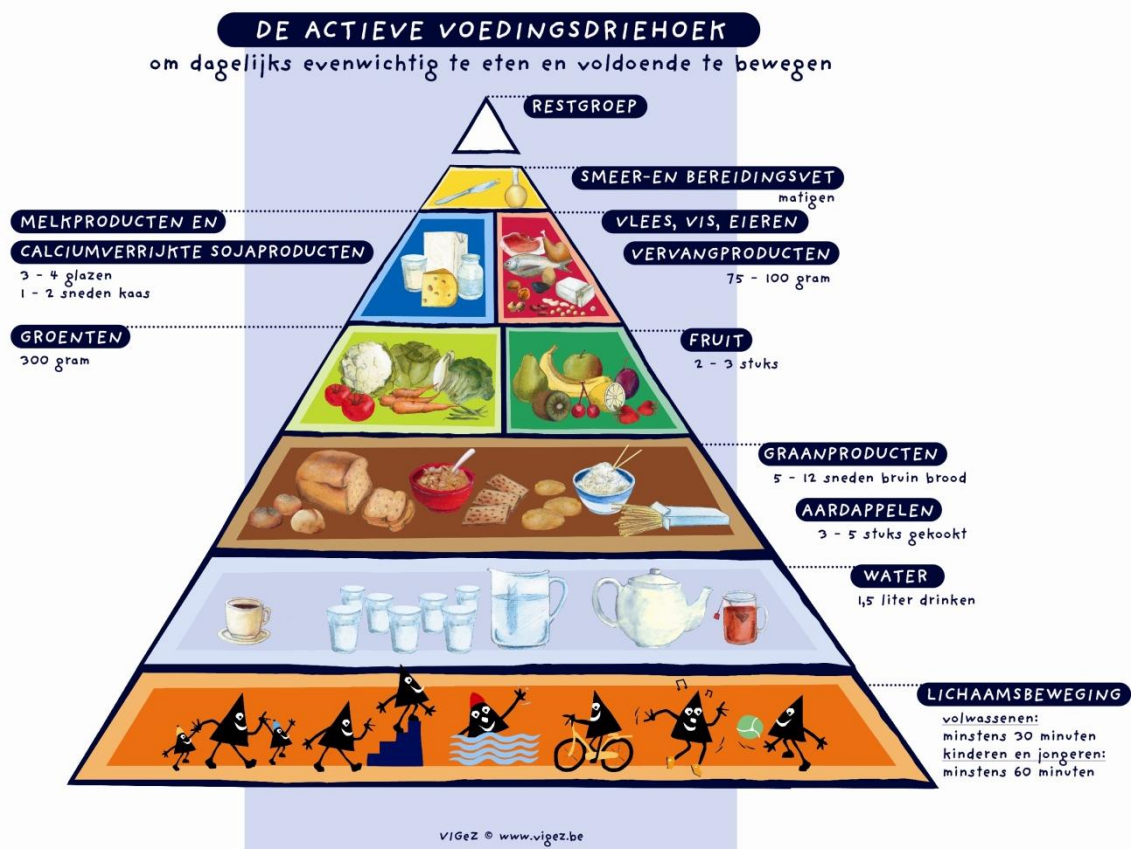 DE ACTIEVE VOEDINGSDRIEHOEK
om dagelijks evenwichtig te eten en voldoende te bewegen
RESTGROEP
SMEER-EN BEREIDINGSVET
matigen
MELKPRODUCTEN EN
CALCIUMVERRIJKTE SOJAPRODUCTEN
3 - 4 glazen
1 - 2 sneden kaas
VLEES, VIS, EIEREN
VERVANGPRODUCTEN
75 - 100 gram
GROENTEN
300 gram
FRUIT
2 - 3 stuks
GRAANPRODUCTEN
5 - 12 sneden bruin brood
AARDAPPELEN
3 - 5 stuks gekookt
WATER
1,5 liter drinken
LICHAAMSBEWEGING
volwassenen:
minstens 30 minuten
kinderen en jongeren:
minstens 60 minuten
VIGeZ © www.vigez.be